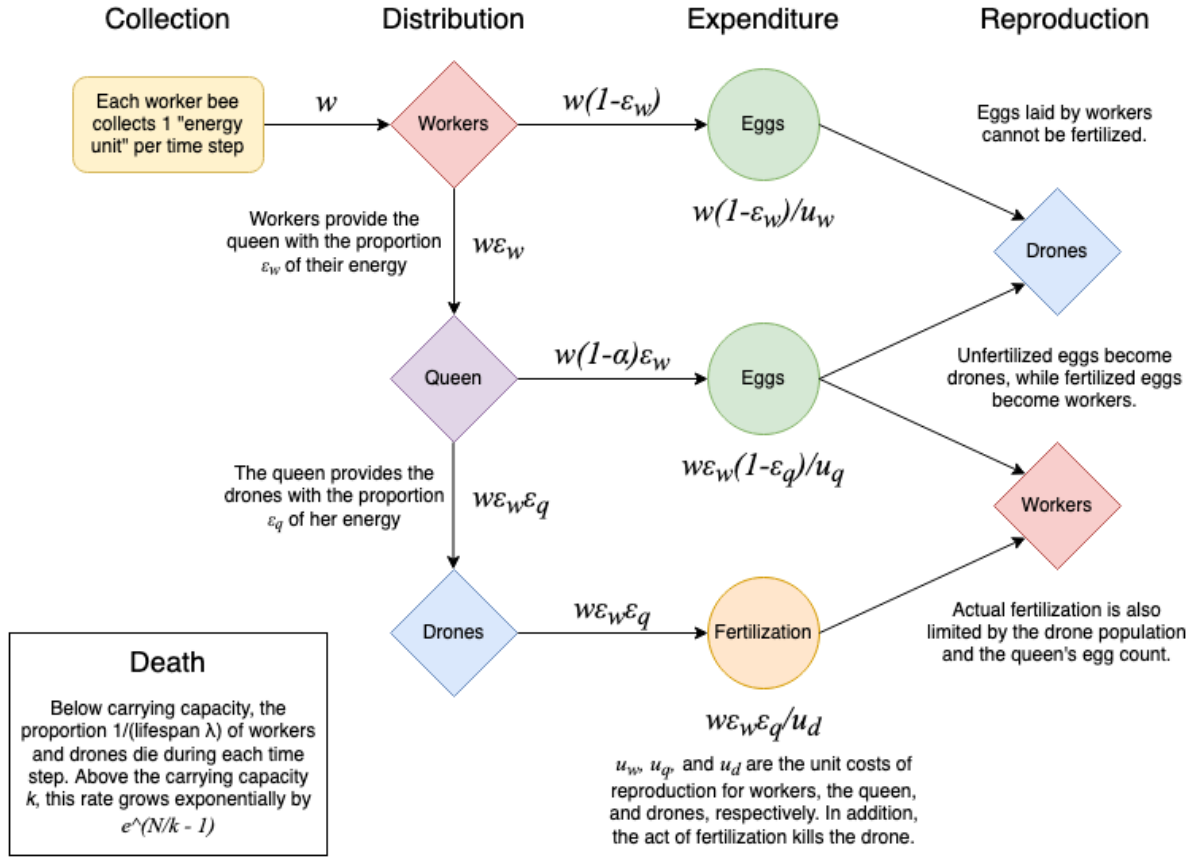 Collection
Distribution
Expenditure
Reproduction
Each worker bee
collects 1 "energy
unit" per time step
w
Workers
w(1-εw)
Eggs
w(1-εw)/uw
Eggs laid by workers
cannot be fertilized.
Drones
Workers provide the
queen with the proportion
εw of their energy
wεw
Queen
w(1-α)εw
Eggs
wεw(1-εq)/uq
Unfertilized eggs become
drones, while fertilized eggs
become workers.
Workers
The queen provides the
drones with the proportion
εq of her energy
wεwεq
Drones
wεwεq
Fertilization
wεwεq/ud
Actual fertilization is also
limited by the drone population
and the queen's egg count.
uw, uq, and ud are the unit costs of
reproduction for workers, the queen,
and drones, respectively. In addition,
the act of fertilization kills the drone.
Death
Below carrying capacity, the
proportion 1/(lifespan λ) of workers
and drones die during each time
step. Above the carrying capacity
k, this rate grows exponentially by
e^(N/k - 1)